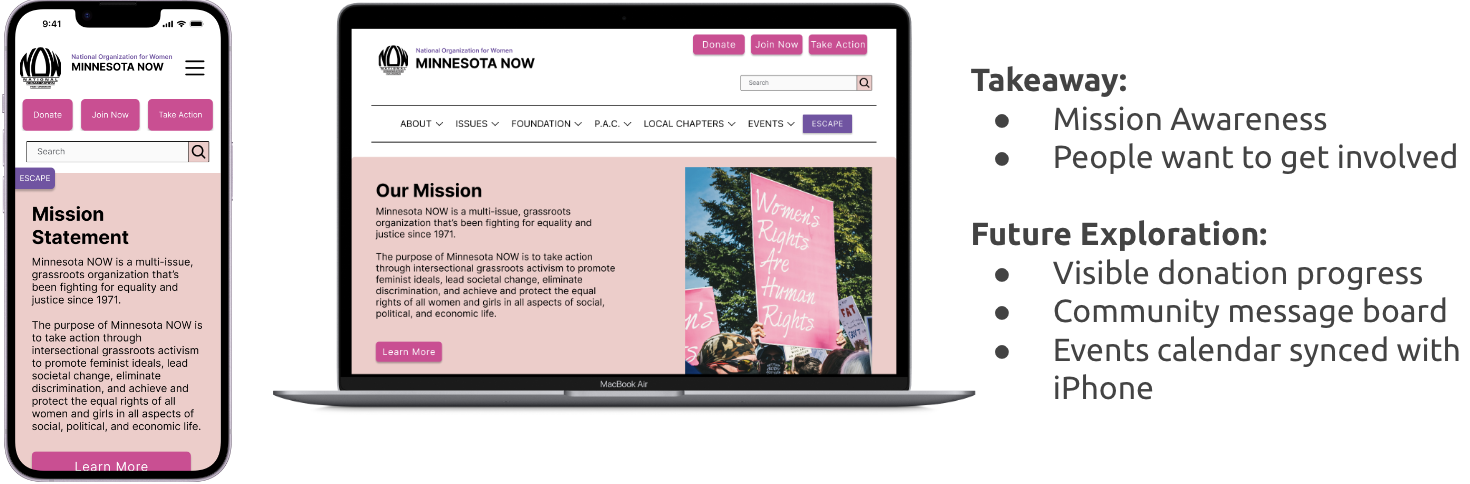 9:41
National Organization for Women
MINNESOTA NOW
NATIONAL
Donate
Join Now
Take Action
Search
ESCAPE
Mission
Statement
Minnesota NOW is a multi-issue,
grassroots organization that's
been fighting for equality and
justice since 1971.
The purpose of Minnesota NOW is
to take action through
intersectional grassroots activism
to promote feminist ideals, lead
societal change, eliminate
discrimination, and achieve and
protect the equal rights of all
women and girls in all aspects of
social, political, and economic life.
Learn More
National Organization for Women
MINNESOTA NOW
NATIONAL
Donate
Join Now
Take Action
Search
ABOUT
ISSUES
FOUNDATION
P.A.C.
LOCAL CHAPTERS
EVENTS
ESCAPE
Our Mission
Minnesota NOW is a multi-issue, grassroots
organization that's been fighting for equality and
justice since 1971.
The purpose of Minnesota NOW is to take action
through intersectional grassroots activism to promote
feminist ideals, lead societal change, eliminate
discrimination, and achieve and protect the equal
rights of all women and girls in all aspects of social,
political, and economic life.
Learn More
Women's
Rights
Are
Human
Rights
n's
FAT
MacBook Air
Takeaway:
● Mission Awareness
● People want to get involved
Future Exploration:
● Visible donation progress
● Community message board
● Events calendar synced with
iPhone